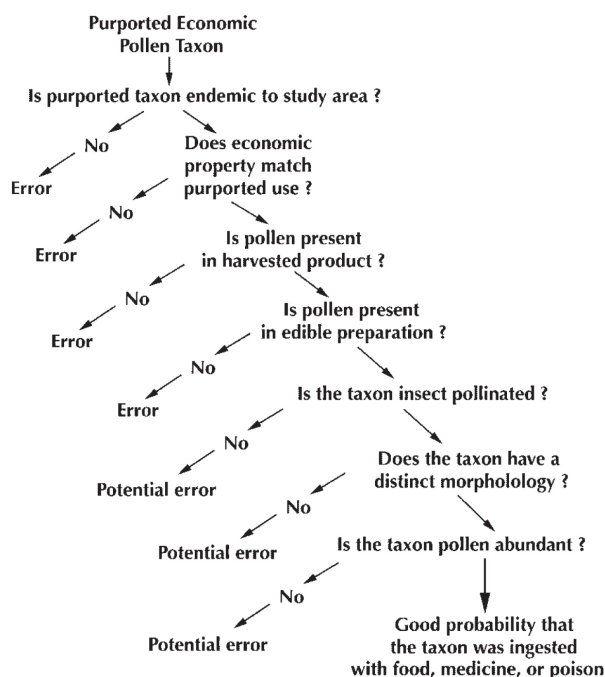 Purported Economic
Pollen Taxon
Is purported taxon endemic to study area ?
No
Error
Does economic
property match
purported use ?
No
Error
Is pollen present
in harvested product ?
No
Error
Is pollen present
in edible preparation ?
No
Error
Is the taxon insect pollinated ?
No
Potential error
Does the taxon have a
distinct morpholology ?
No
Potential error
Is the taxon pollen abundant ?
No
Potential error
Good probability that
the taxon was ingested
with food, medicine, or poison